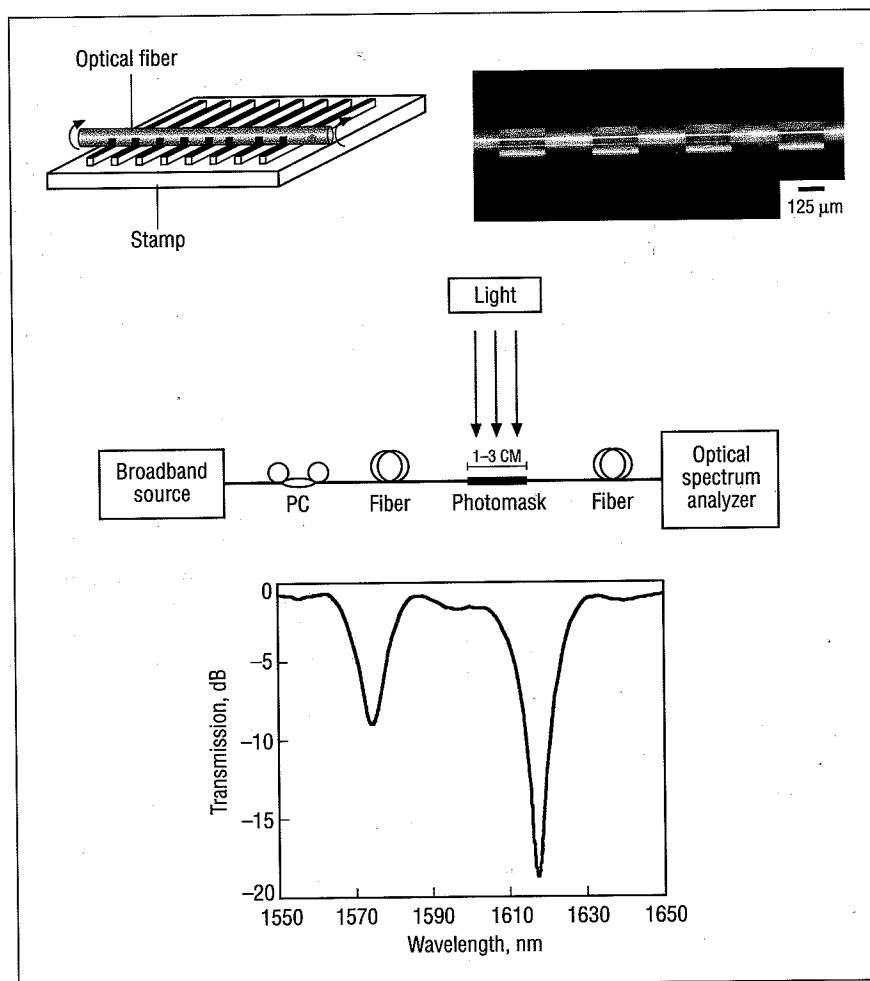 Optical fiber
Stamp
125 μm
Light
1–3 CM
Broadband
source
PC
Fiber
Photomask
Fiber
Optical
spectrum
analyzer
Transmission, dB
0
–5
–10
–15
–20
1550
1570
1590
1610
1630
1650
Wavelength, nm